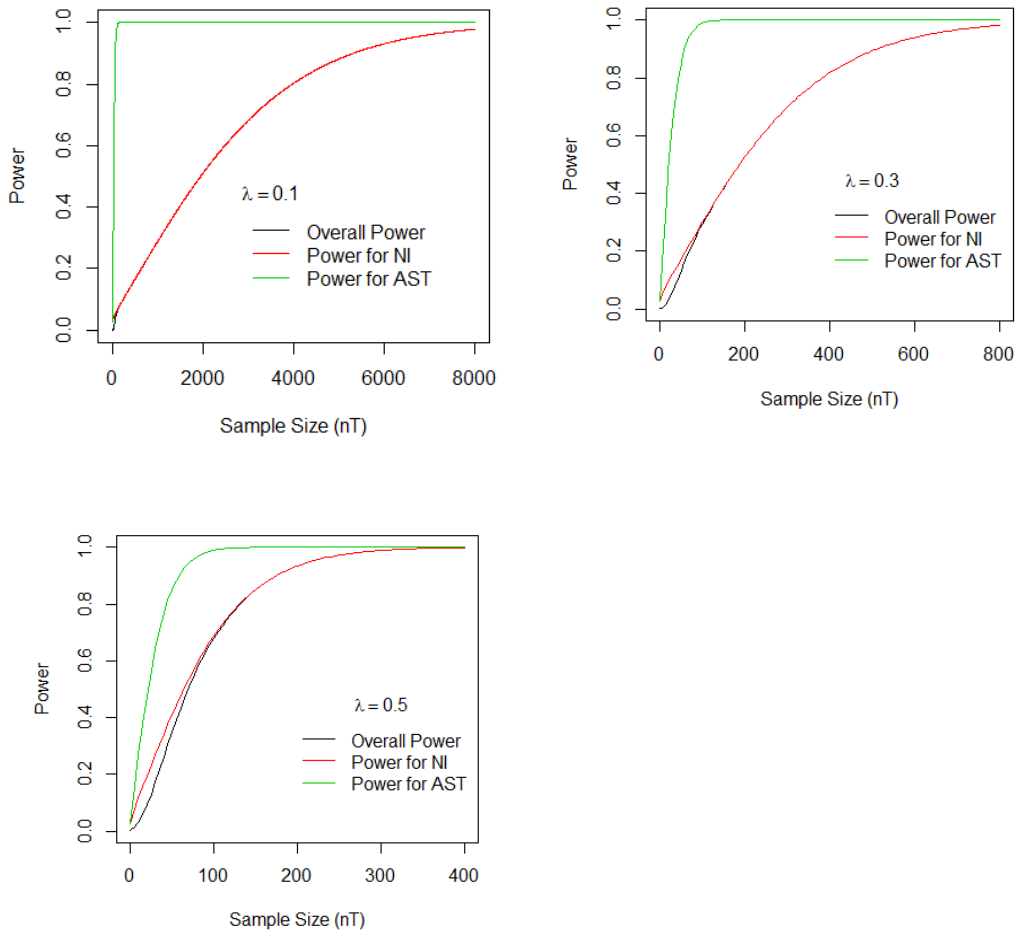 Power
1.0
0.8
0.6
0.4
0.2
0.0
λ = 0.1
Overall Power
Power for NI
Power for AST
0 2000 4000 6000 8000
Sample Size (nT)
Power
1.0
0.8
0.6
0.4
0.2
0.0
λ = 0.3
Overall Power
Power for NI
Power for AST
0 200 400 600 800
Sample Size (nT)
Power
1.0
0.8
0.6
0.4
0.2
0.0
λ = 0.5
Overall Power
Power for NI
Power for AST
0 100 200 300 400
Sample Size (nT)